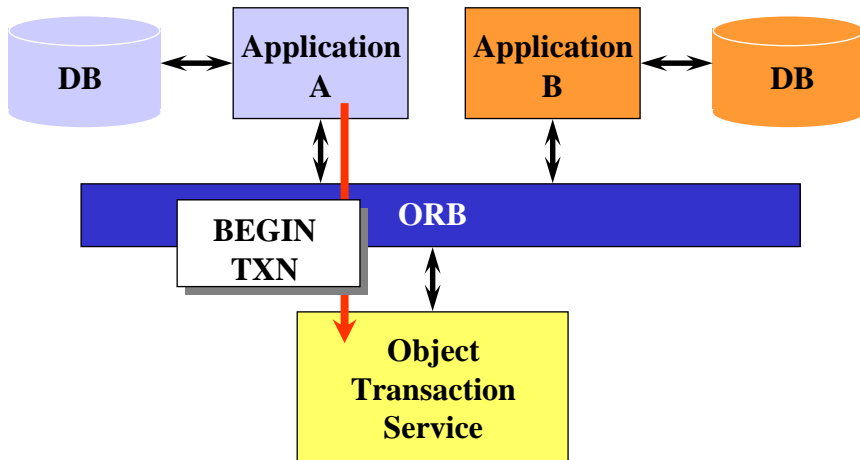 DB
Application
A
Application
B
DB
ORB
BEGIN
TXN
Object
Transaction
Service